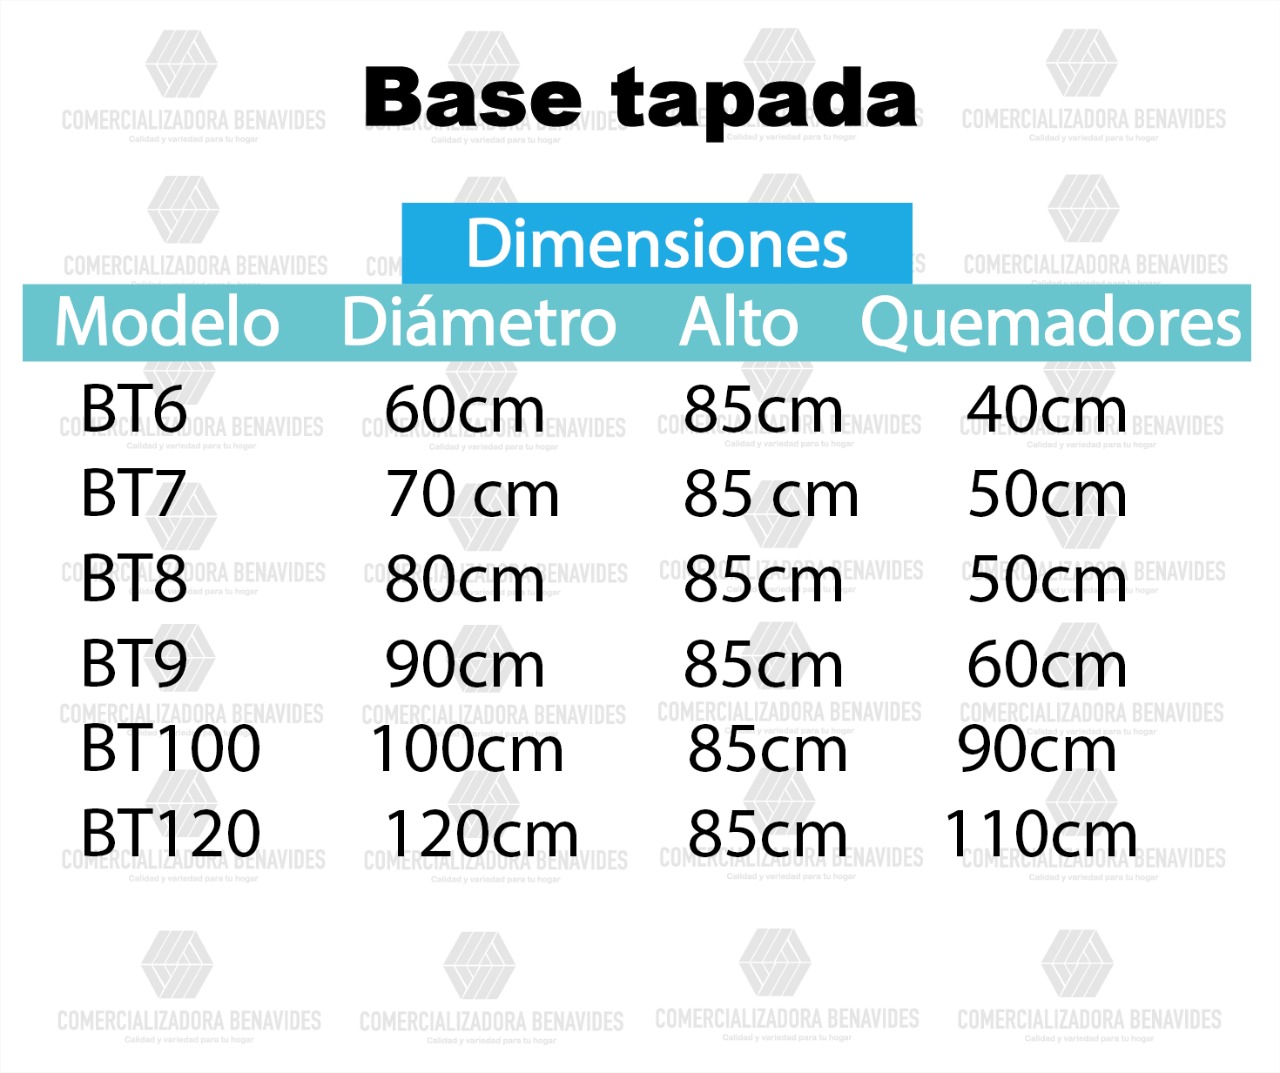 Base tapada
Dimensiones
Modelo Diámetro Alto Quemadores
BT6 60cm 85cm 40cm
BT7 70 cm 85 cm 50cm
BT8 80cm 85cm 50cm
BT9 90cm 85cm 60cm
BT100 100cm 85cm 90cm
BT120 120cm 85cm 110cm
COMERCIALIZADORA BENAVIDES
Calidad y variedad para tu hogar